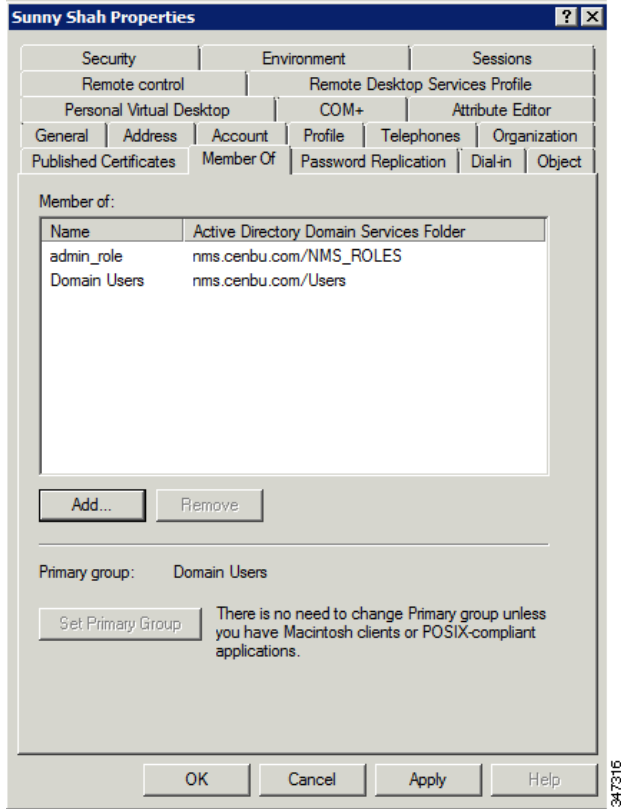 Sunny Shah Properties
Security Environment Sessions
Remote control Remote Desktop Services Profile
Personal Virtual Desktop COM+ Attribute Editor
General Address Account Profile Telephones Organization
Published Certificates Member Of Password Replication Dial-in Object
Member of:
Name Active Directory Domain Services Folder
admin_role nms.cenbu.com/NMS_ROLES
Domain Users nms.cenbu.com/Users
Add... Remove
Primary group: Domain Users
Set Primary Group There is no need to change Primary group unless
you have Macintosh clients or POSIX-compliant
applications.
OK Cancel Apply Help
347316